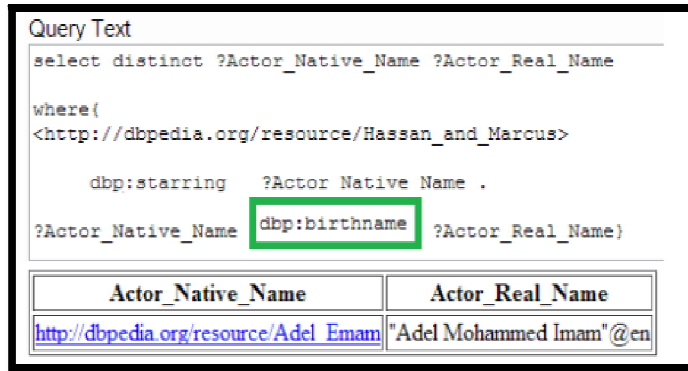 Query Text
select distinct ?Actor_Native_Name ?Actor_Real_Name
where{
<http://dbpedia.org/resource/Hassan_and_Marcus>
dbp:starring ?Actor Native Name .
?Actor_Native_Name dbp:birthname ?Actor_Real_Name}
Actor_Native_Name Actor_Real_Name
http://dbpedia.org/resource/Adel_Emam "Adel Mohammed Imam"@en